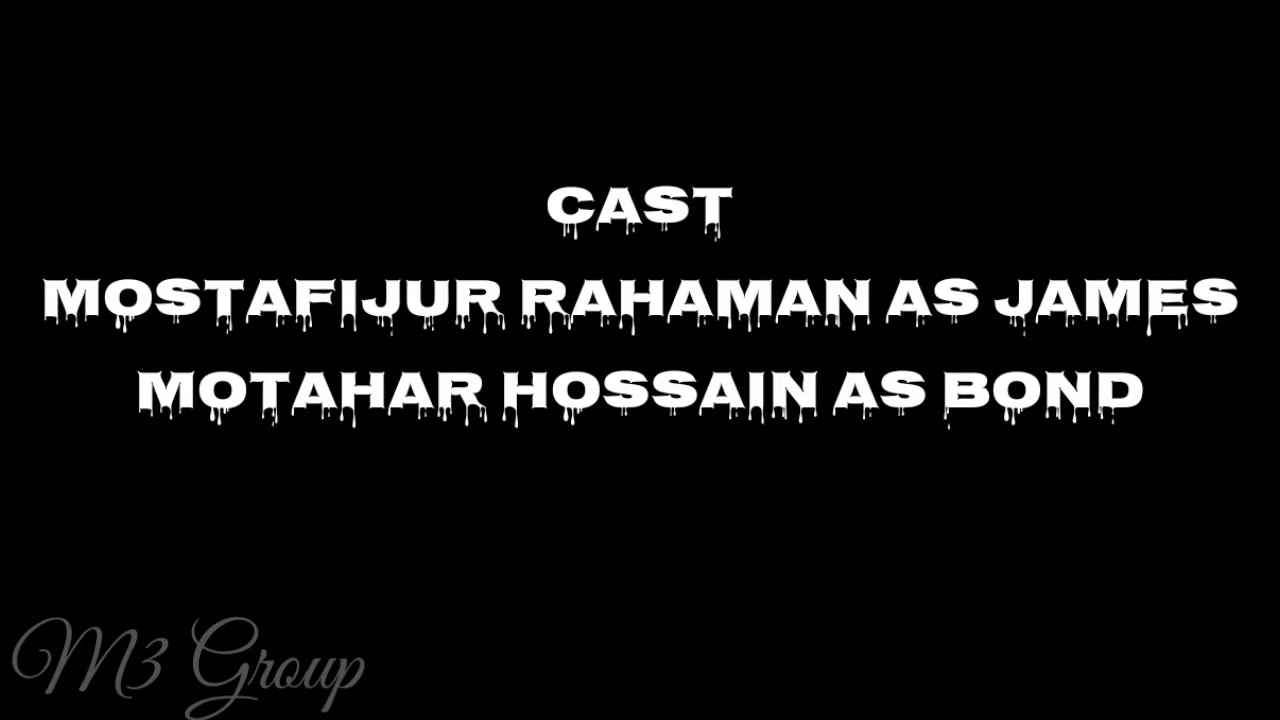 CAST
MOSTAFIJUR RAHAMAN AS JAMES
MOTAHAR HOSSAIN AS BOND
M3 Group